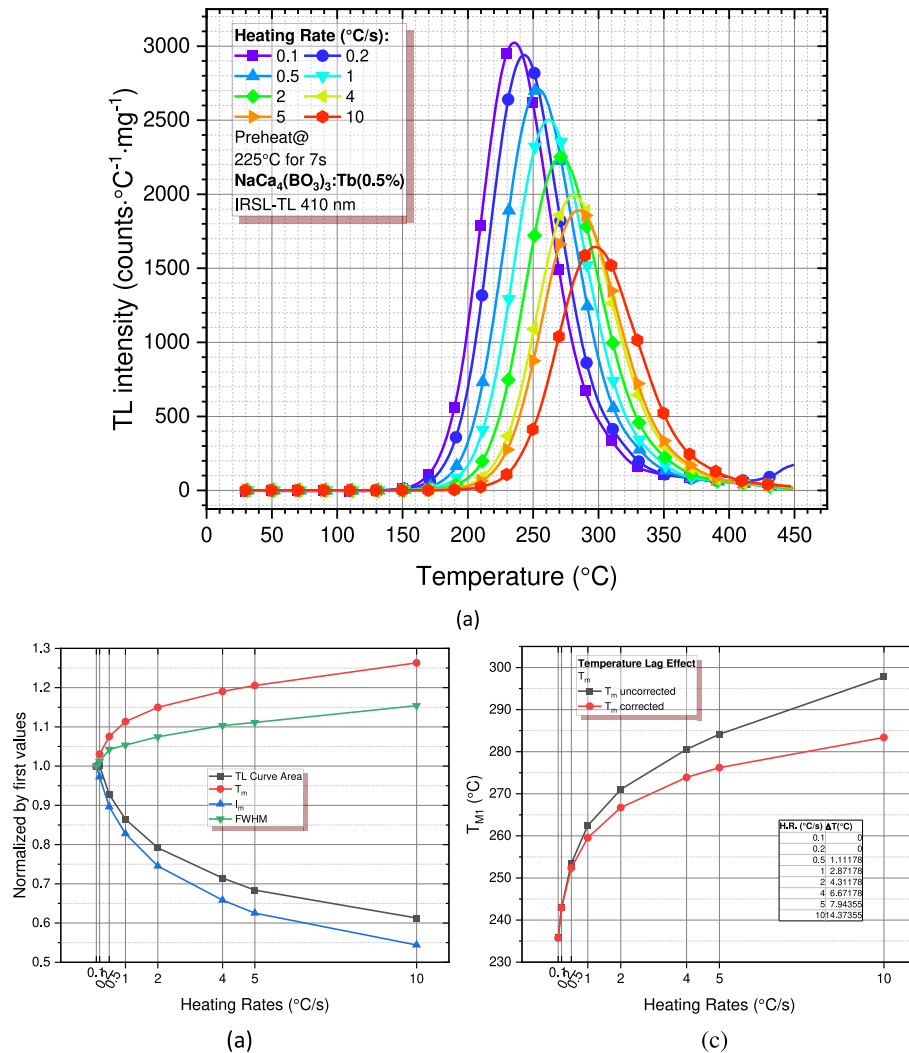 (a)
Heating Rate (°C/s):
0.1 0.2
0.5 1
2 4
5 10
Preheat@
225°C for 7s
NaCa₄(BO₃)₃:Tb(0.5%)
IRSL-TL 410 nm
TL intensity (counts·°C⁻¹·mg⁻¹)
3000
2500
2000
1500
1000
500
0
0 50 100 150 200 250 300 350 400 450
Temperature (°C)
(a)
Normalized by first values
1.3
1.2
1.1
1.0
0.9
0.8
0.7
0.6
0.5
TL Curve Area
Tₘ
Iₘ
FWHM
0.1 0.5 1 2 4 5 10
Heating Rates (°C/s)
(a)
T_M1 (°C)
300
290
280
270
260
250
240
230
Temperature Lag Effect
Tₘ
Tₘ uncorrected
Tₘ corrected
H.R. (°C/s) ΔT(°C)
0.1 0
0.2 0
0.5 1.11178
1 2.87178
2 4.31178
4 6.67178
5 7.94355
10 14.37355
0.1 0.5 1 2 4 5 10
Heating Rates (°C/s)
(c)